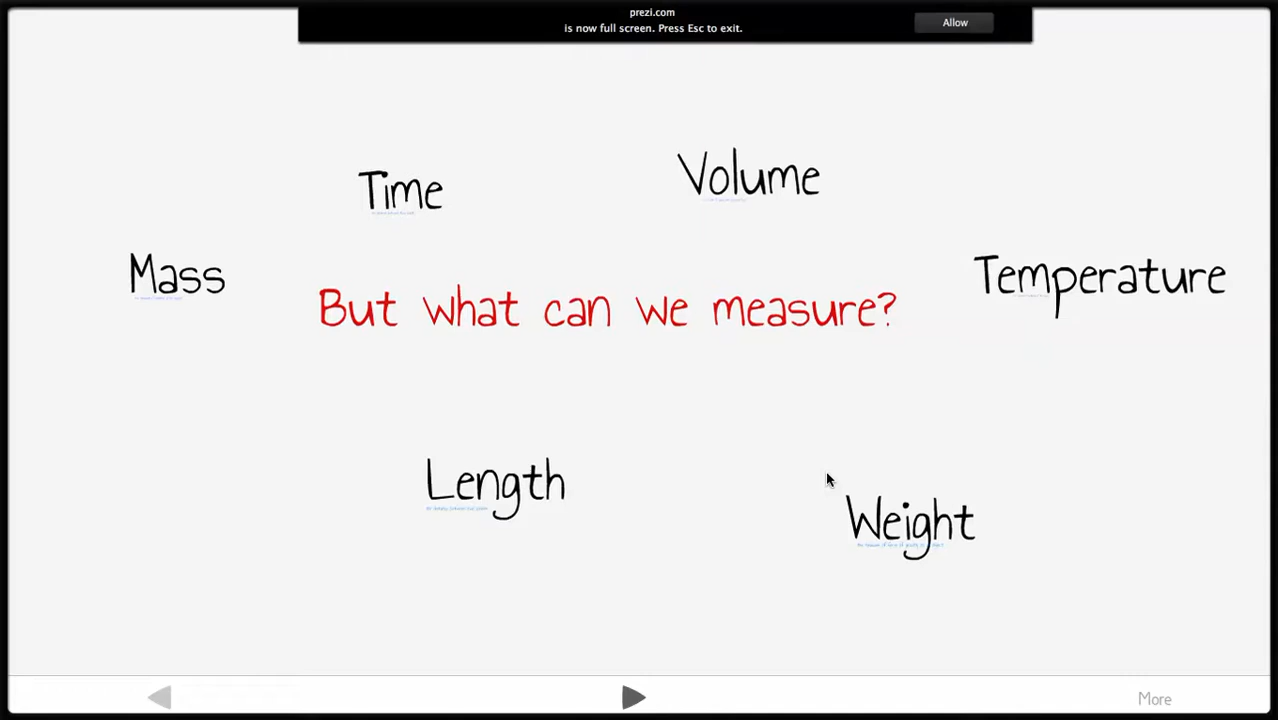 prezi.com
is now full screen. Press Esc to exit.
Allow
Time
Volume
Mass
Temperature
But what can we measure?
Length
Weight
More